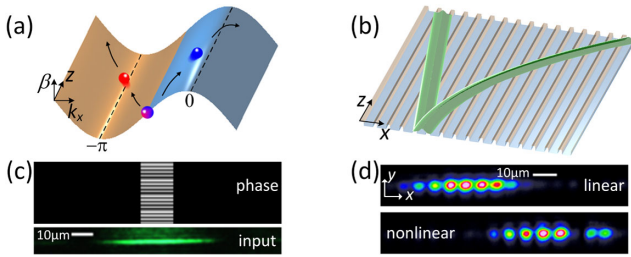 (a)
β
z
kₓ
−π
0
(b)
z
x
(c)
phase
10μm
input
(d)
y
x
10μm
linear
nonlinear